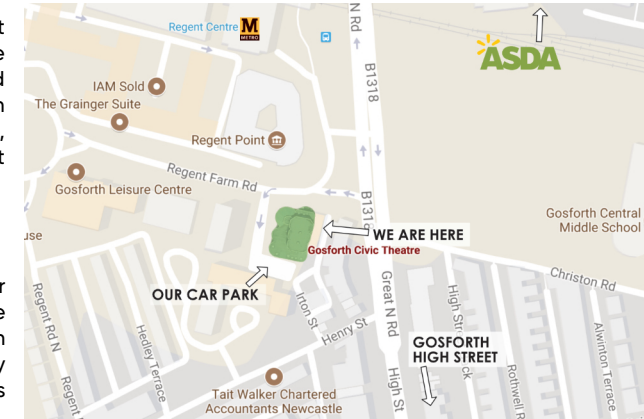 Regent Centre
M
METRO
N Rd
B1318
ASDA
IAM Sold
The Grainger Suite
Regent Point
Regent Farm Rd
Gosforth Leisure Centre
Gosforth Central
Middle School
WE ARE HERE
Gosforth Civic Theatre
OUR CAR PARK
Christon Rd
Irton St
Henry St
Great N Rd
High St
High Stre
Regent Rd N
Regent
Hedley Terrace
Rothwell R
Alwinton Terrace
GOSFORTH
HIGH STREET
Tait Walker Chartered
Accountants Newcastle